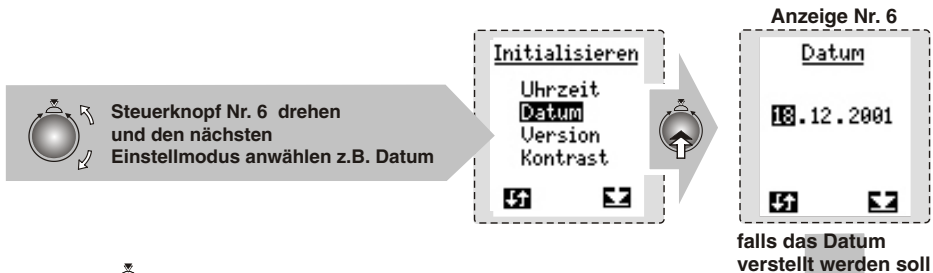 Anzeige Nr. 6
Initialisieren
Uhrzeit
Datum
Version
Kontrast
Steuerknopf Nr. 6 drehen
und den nächsten
Einstellmodus anwählen z.B. Datum
Datum
18.12.2001
falls das Datum
verstellt werden soll